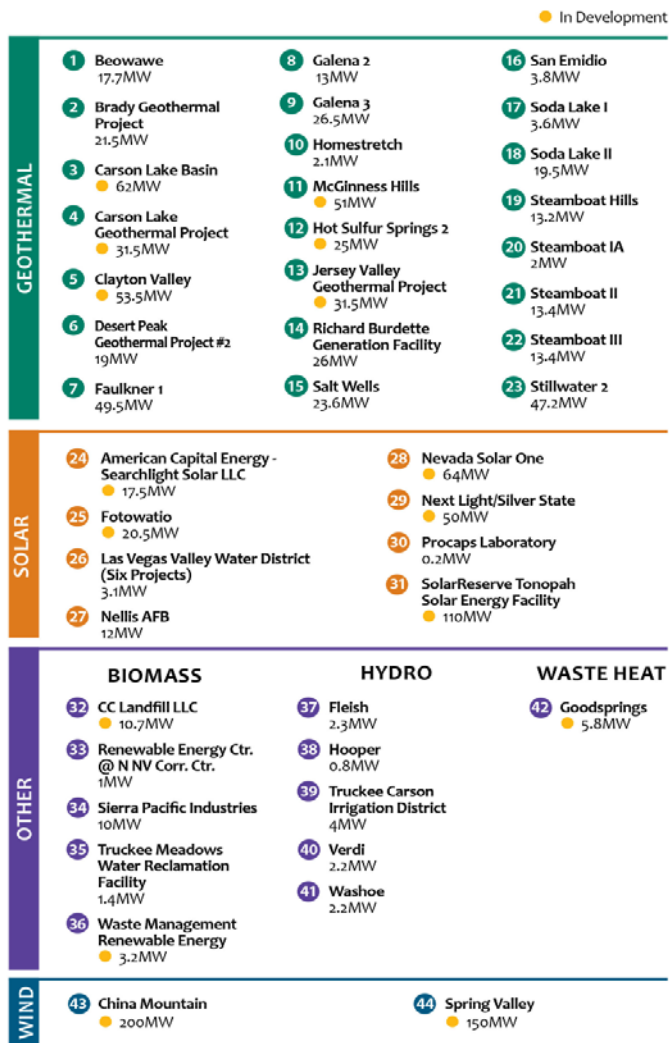 In Development
GEOTHERMAL
1 Beowawe
17.7MW
2 Brady Geothermal
Project
21.5MW
3 Carson Lake Basin
62MW
4 Carson Lake
Geothermal Project
31.5MW
5 Clayton Valley
53.5MW
6 Desert Peak
Geothermal Project #2
19MW
7 Faulkner 1
49.5MW
8 Galena 2
13MW
9 Galena 3
26.5MW
10 Homestretch
2.1MW
11 McGinness Hills
51MW
12 Hot Sulfur Springs 2
25MW
13 Jersey Valley
Geothermal Project
31.5MW
14 Richard Burdette
Generation Facility
26MW
15 Salt Wells
23.6MW
16 San Emidio
3.8MW
17 Soda Lake I
3.6MW
18 Soda Lake II
19.5MW
19 Steamboat Hills
13.2MW
20 Steamboat IA
2MW
21 Steamboat II
13.4MW
22 Steamboat III
13.4MW
23 Stillwater 2
47.2MW
SOLAR
24 American Capital Energy -
Searchlight Solar LLC
17.5MW
25 Fotowatio
20.5MW
26 Las Vegas Valley Water District
(Six Projects)
3.1MW
27 Nellis AFB
12MW
28 Nevada Solar One
64MW
29 Next Light/Silver State
50MW
30 Procaps Laboratory
0.2MW
31 SolarReserve Tonopah
Solar Energy Facility
110MW
OTHER
BIOMASS
32 CC Landfill LLC
10.7MW
33 Renewable Energy Ctr.
@ N NV Corr. Ctr.
1MW
34 Sierra Pacific Industries
10MW
35 Truckee Meadows
Water Reclamation
Facility
1.4MW
36 Waste Management
Renewable Energy
3.2MW
HYDRO
37 Fleish
2.3MW
38 Hooper
0.8MW
39 Truckee Carson
Irrigation District
4MW
40 Verdi
2.2MW
41 Washoe
2.2MW
WASTE HEAT
42 Goodsprings
5.8MW
WIND
43 China Mountain
200MW
44 Spring Valley
150MW